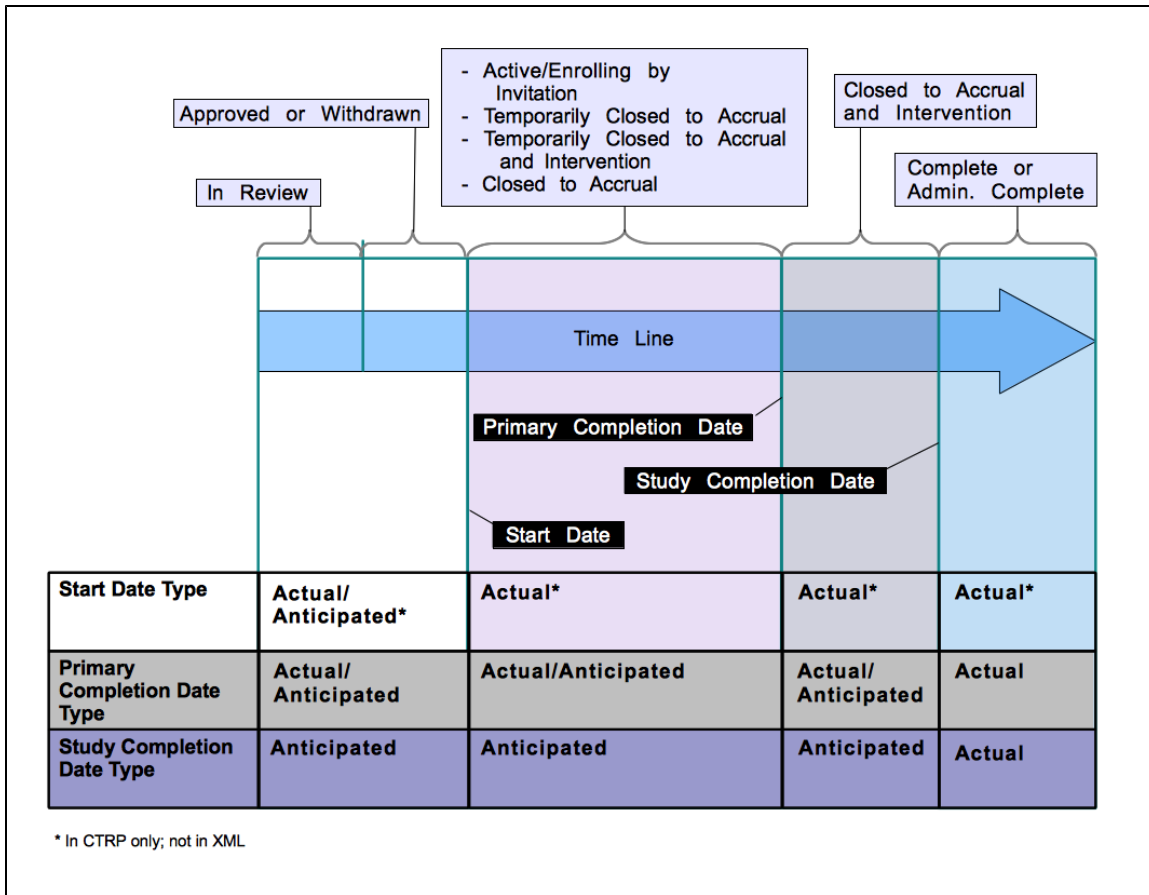 - Active/Enrolling by
Invitation
- Temporarily Closed to Accrual
- Temporarily Closed to Accrual
and Intervention
- Closed to Accrual
Closed to Accrual
and Intervention
Approved or Withdrawn
Complete or
Admin. Complete
In Review
Time Line
Primary Completion Date
Study Completion Date
Start Date
Start Date Type
Actual/
Anticipated*
Actual*
Actual*
Actual*
Primary
Completion Date
Type
Actual/
Anticipated
Actual/Anticipated
Actual/
Anticipated
Actual
Study Completion
Date Type
Anticipated
Anticipated
Anticipated
Actual
* In CTRP only; not in XML